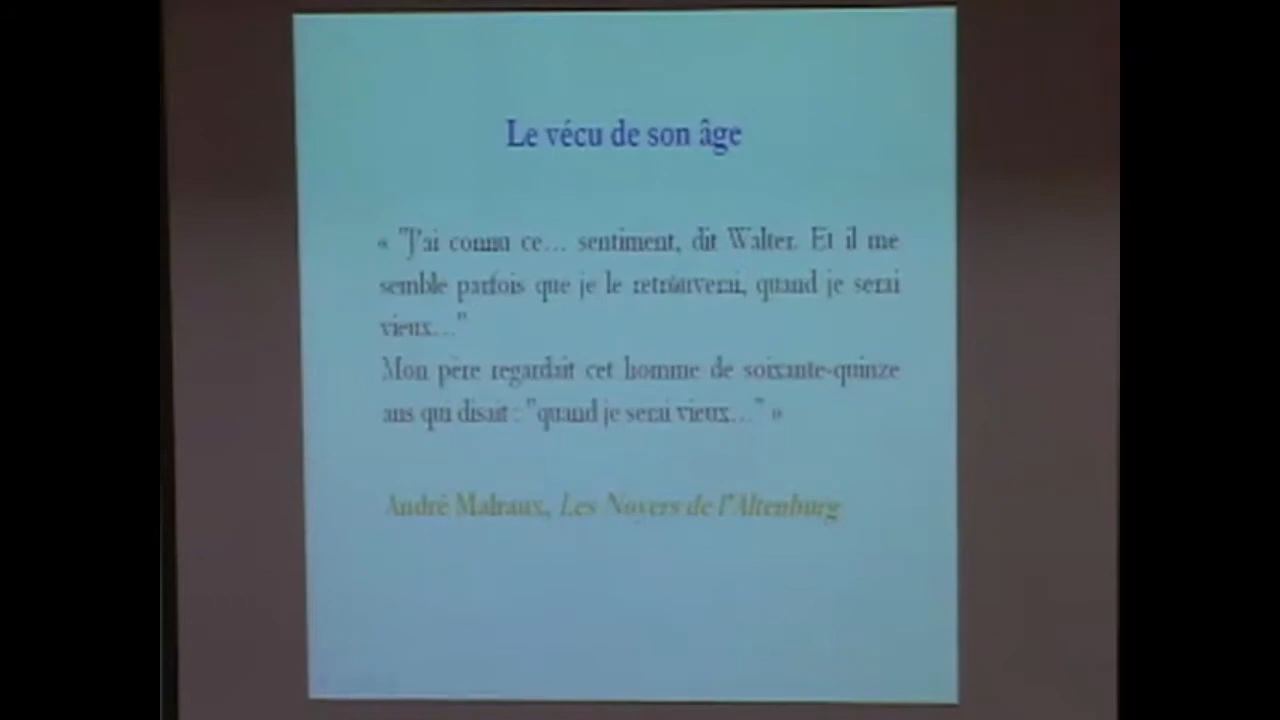 Le vécu de son âge
« "J'ai connu ce... sentiment, dit Walter. Et il me
semble parfois que je le retrouverai, quand je serai
vieux..."
Mon père regardait cet homme de soixante-quinze
ans qui disait : "quand je serai vieux..." »
André Malraux, Les Noyers de l'Altenburg